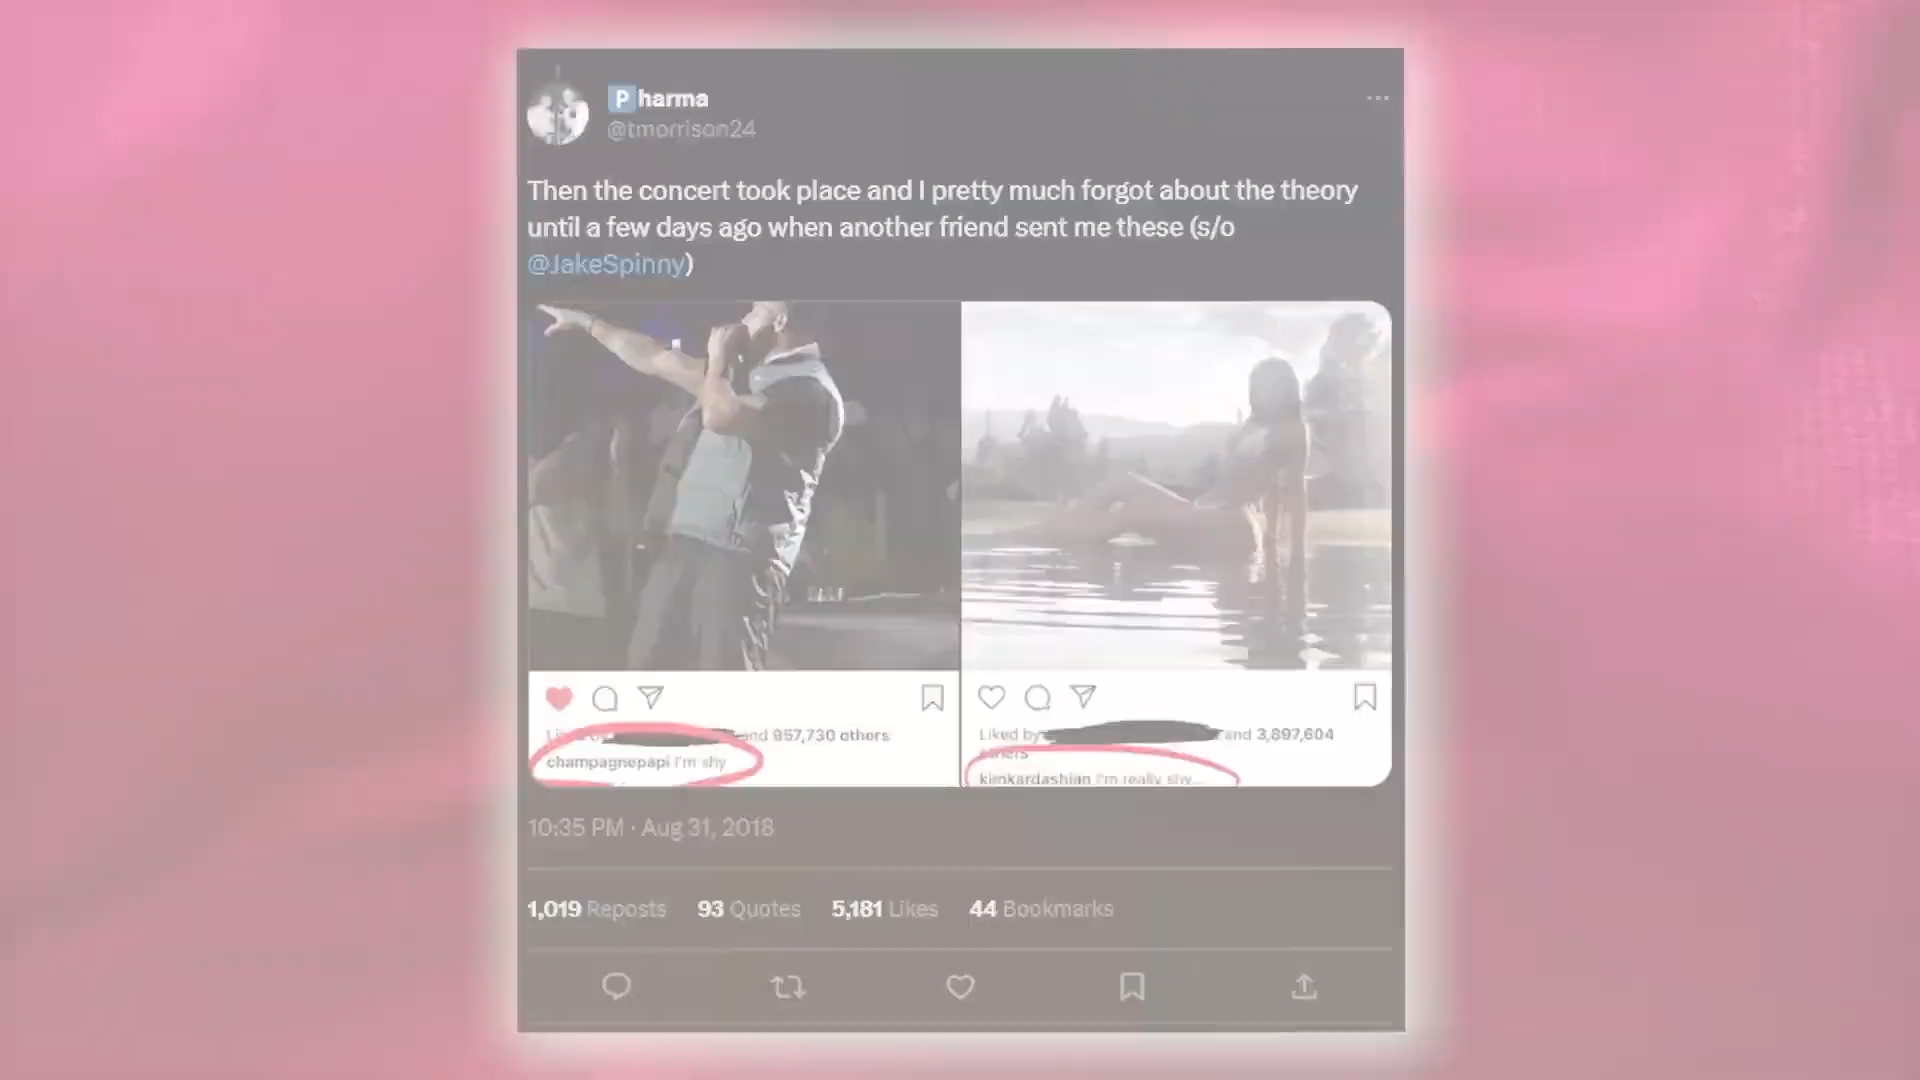 Pharma
@tmorrison24
Then the concert took place and I pretty much forgot about the theory
until a few days ago when another friend sent me these (s/o
@JakeSpinny)
and 957,730 others
champagnepapi I'm shy
Liked by and 3,897,604
others
kimkardashian I'm really shy...
10:35 PM · Aug 31, 2018
1,019 Reposts 93 Quotes 5,181 Likes 44 Bookmarks